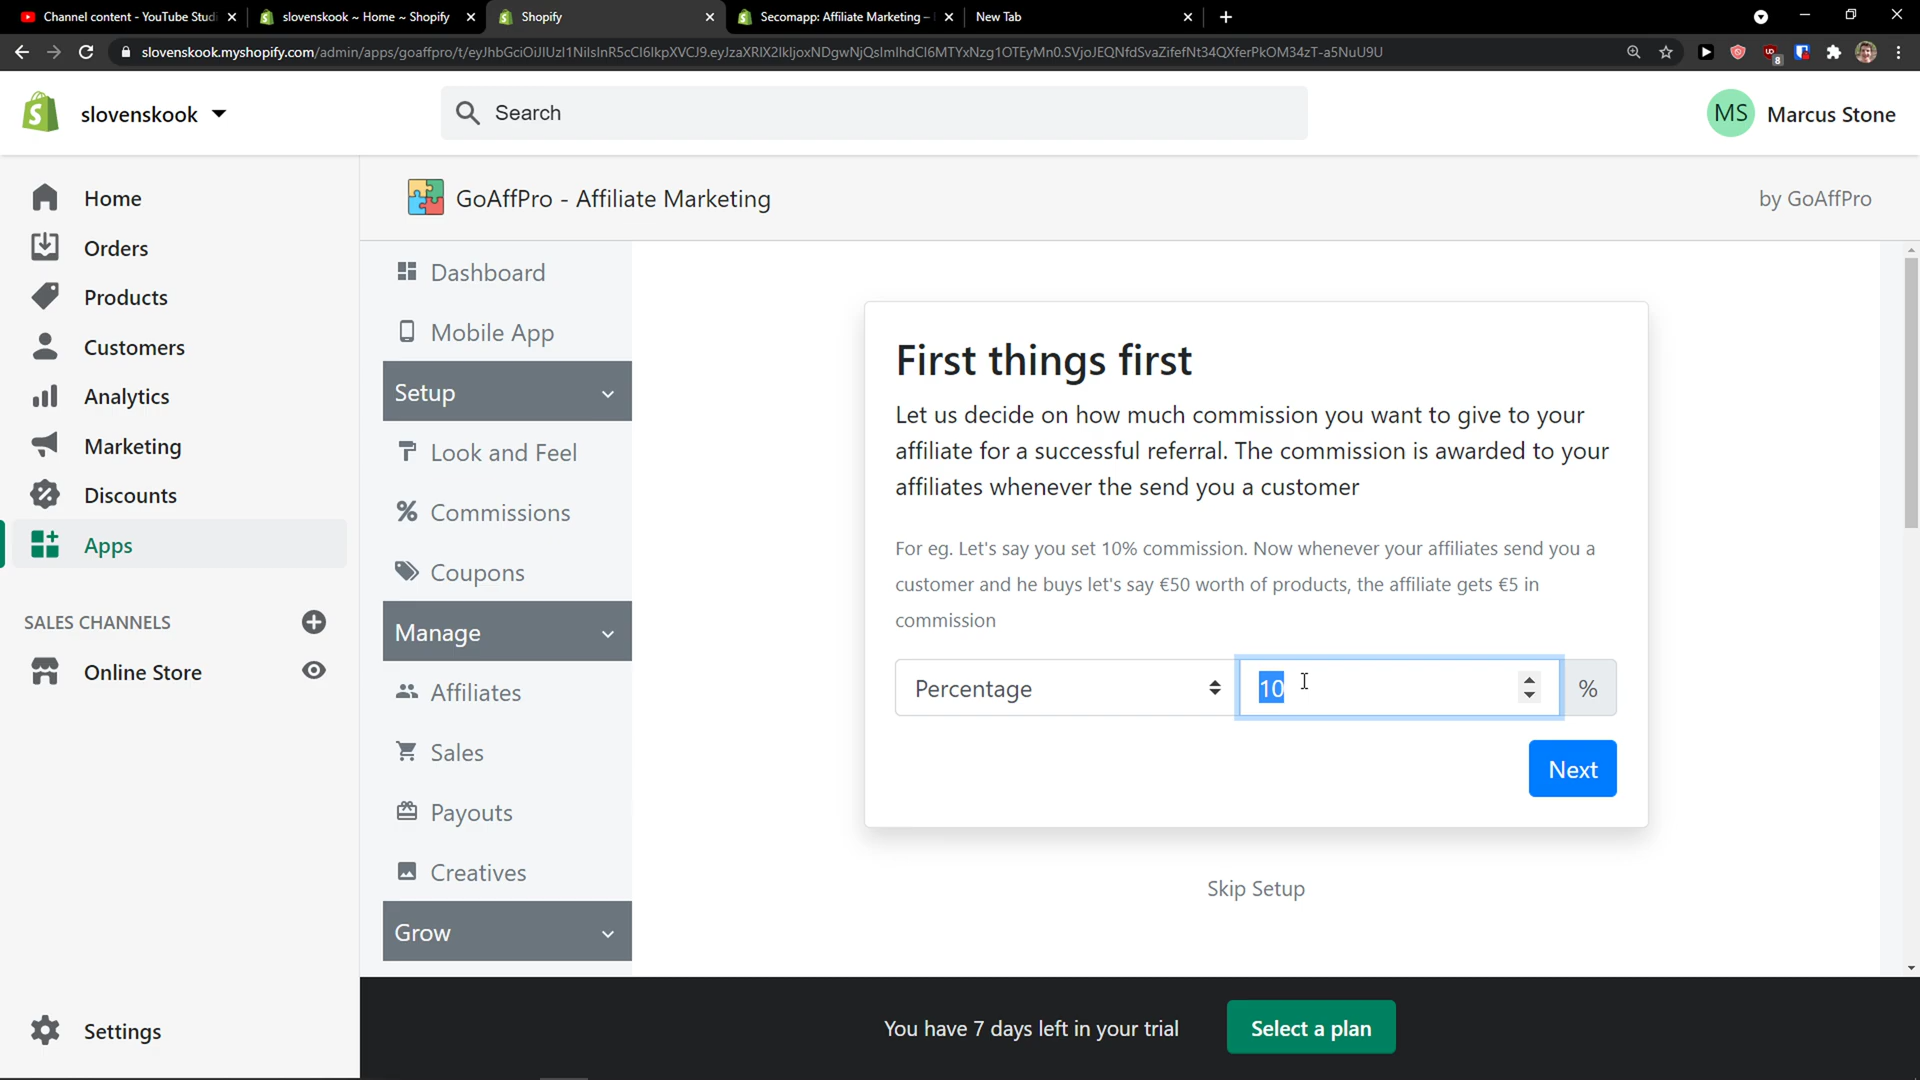 Channel content - YouTube Studi
slovenskook ~ Home ~ Shopify
Shopify
Secomapp: Affiliate Marketing -
New Tab
slovenskook.myshopify.com/admin/apps/goaffpro/t/
8
slovenskook
Search
MS
Marcus Stone
Home
Orders
Products
Customers
Analytics
Marketing
Discounts
Apps
SALES CHANNELS
Online Store
Settings
GoAffPro - Affiliate Marketing
by GoAffPro
Dashboard
Mobile App
Setup
Look and Feel
Commissions
Coupons
Manage
Affiliates
Sales
Payouts
Creatives
Grow
First things first
Let us decide on how much commission you want to give to your
affiliate for a successful referral. The commission is awarded to your
affiliates whenever the send you a customer
For eg. Let's say you set 10% commission. Now whenever your affiliates send you a
customer and he buys let's say €50 worth of products, the affiliate gets €5 in
commission
Percentage
10
%
Next
Skip Setup
You have 7 days left in your trial
Select a plan